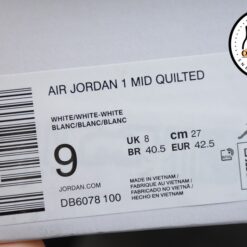 AIR JORDAN 1 MID QUILTED
WHITE/WHITE-WHITE
BLANC/BLANC/BLANC
9
UK 8 cm 27
BR 40.5 EUR 42.5
JORDAN.COM
DB6078 100
MADE IN VIETNAM /
FABRIQUÉ AU VIETNAM /
FABRICADO NO VIETNÃ /
HECHO EN VIETNAM